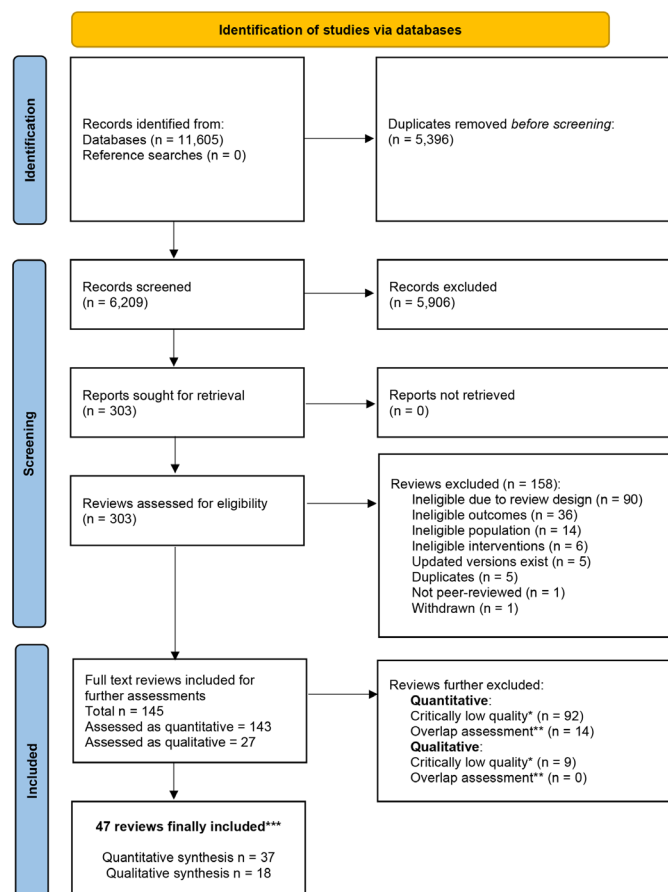 Identification of studies via databases
Identification
Records identified from:
Databases (n = 11,605)
Reference searches (n = 0)
Duplicates removed before screening:
(n = 5,396)
Screening
Records screened
(n = 6,209)
Records excluded
(n = 5,906)
Reports sought for retrieval
(n = 303)
Reports not retrieved
(n = 0)
Reviews assessed for eligibility
(n = 303)
Reviews excluded (n = 158):
Ineligible due to review design (n = 90)
Ineligible outcomes (n = 36)
Ineligible population (n = 14)
Ineligible interventions (n = 6)
Updated versions exist (n = 5)
Duplicates (n = 5)
Not peer-reviewed (n = 1)
Withdrawn (n = 1)
Included
Full text reviews included for
further assessments
Total n = 145
Assessed as quantitative = 143
Assessed as qualitative = 27
Reviews further excluded:
Quantitative:
Critically low quality* (n = 92)
Overlap assessment** (n = 14)
Qualitative:
Critically low quality* (n = 9)
Overlap assessment** (n = 0)
47 reviews finally included***
Quantitative synthesis n = 37
Qualitative synthesis n = 18